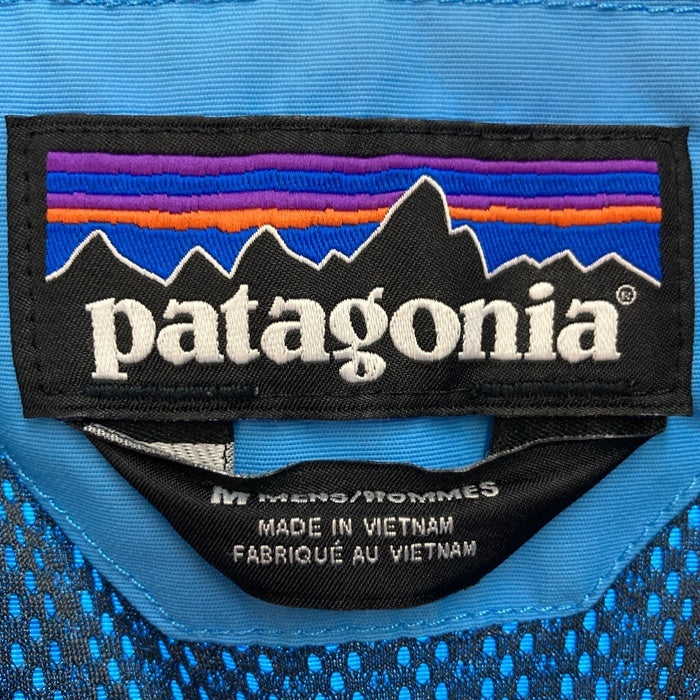 patagonia®
M MENS/HOMMES
MADE IN VIETNAM
FABRIQUÉ AU VIETNAM